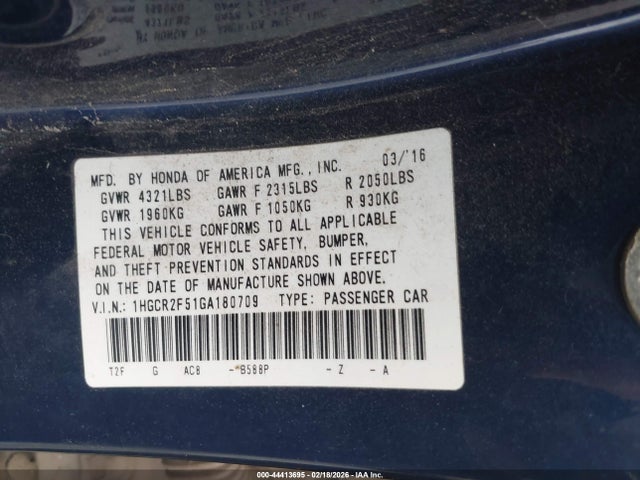 MFD. BY HONDA OF AMERICA MFG., INC. 03/'16
GVWR 4321LBS GAWR F 2315LBS R 2050LBS
GVWR 1960KG GAWR F 1050KG R 930KG
THIS VEHICLE CONFORMS TO ALL APPLICABLE
FEDERAL MOTOR VEHICLE SAFETY, BUMPER,
AND THEFT PREVENTION STANDARDS IN EFFECT
ON THE DATE OF MANUFACTURE SHOWN ABOVE.
V.I.N.: 1HGCR2F51GA180709 TYPE: PASSENGER CAR
T2F G AC8 -*B588P -Z -A
© - 44413695 - 02/18/2026 - IAA Inc.